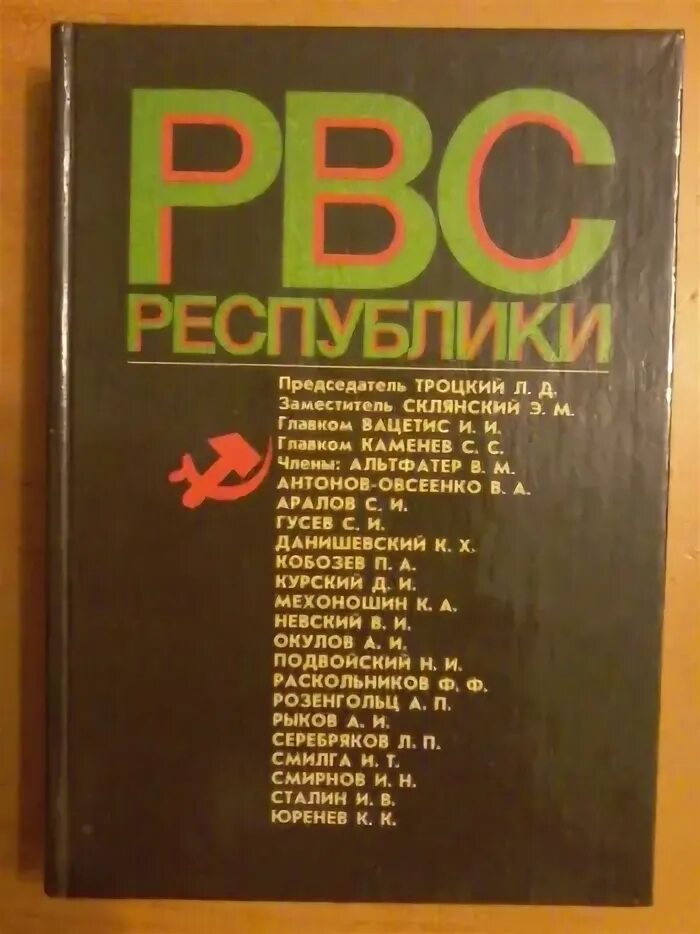 РВС
РЕСПУБЛИКИ
Председатель ТРОЦКИЙ Л. Д.
Заместитель СКЛЯНСКИЙ Э. М.
Главком ВАЦЕТИС И. И.
Главком КАМЕНЕВ С. С.
Члены: АЛЬТФАТЕР В. М.
АНТОНОВ-ОВСЕЕНКО В. А.
АРАЛОВ С. И.
ГУСЕВ С. И.
ДАНИШЕВСКИЙ К. Х.
КОБОЗЕВ П. А.
КУРСКИЙ Д. И.
МЕХОНОШИН К. А.
НЕВСКИЙ В. И.
ОКУЛОВ А. И.
ПОДВОЙСКИЙ Н. И.
РАСКОЛЬНИКОВ Ф. Ф.
РОЗЕНГОЛЬЦ А. П.
РЫКОВ А. И.
СЕРЕБРЯКОВ Л. П.
СМИЛГА И. Т.
СМИРНОВ И. Н.
СТАЛИН И. В.
ЮРЕНЕВ К. К.